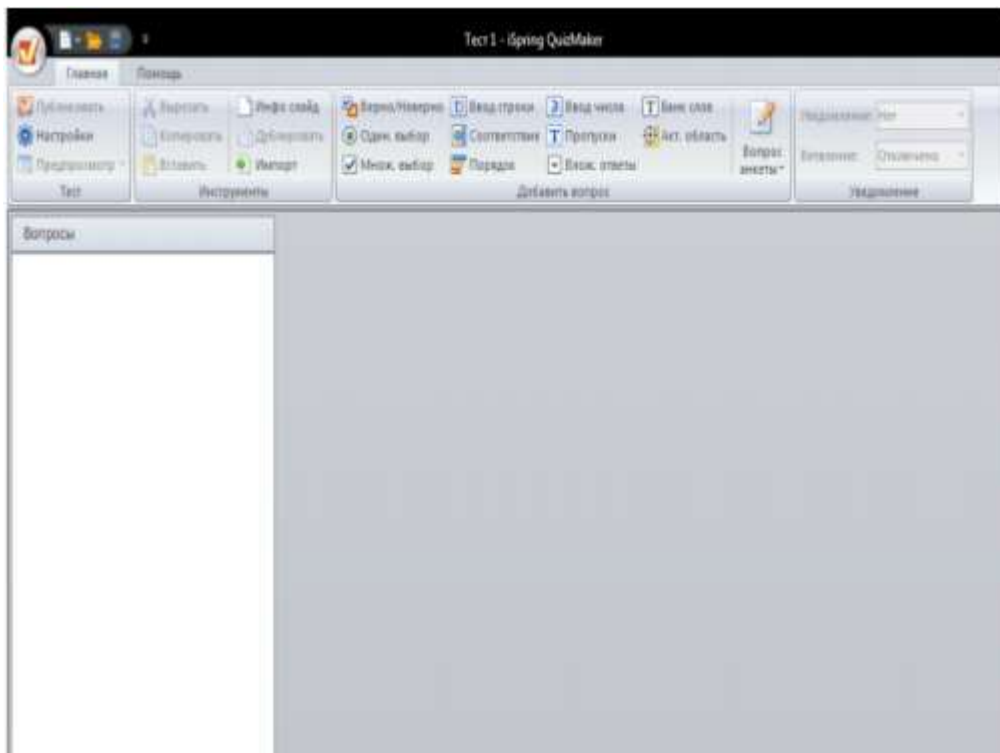 Тест 1 - iSpring QuizMaker
Главная Помощь
Публиковать Вырезать Инфо слайд Верно/Неверно Ввод строки Ввод числа Банк слов Уведомление: Нет
Настройки Копировать Дублировать Один. выбор Соответствие Пропуски Акт. область Вопрос анкеты Ветвление: Отключено
Предпросмотр Вставить Импорт Множ. выбор Порядок Влож. ответы
Тест Инструменты Добавить вопрос Уведомление
Вопросы